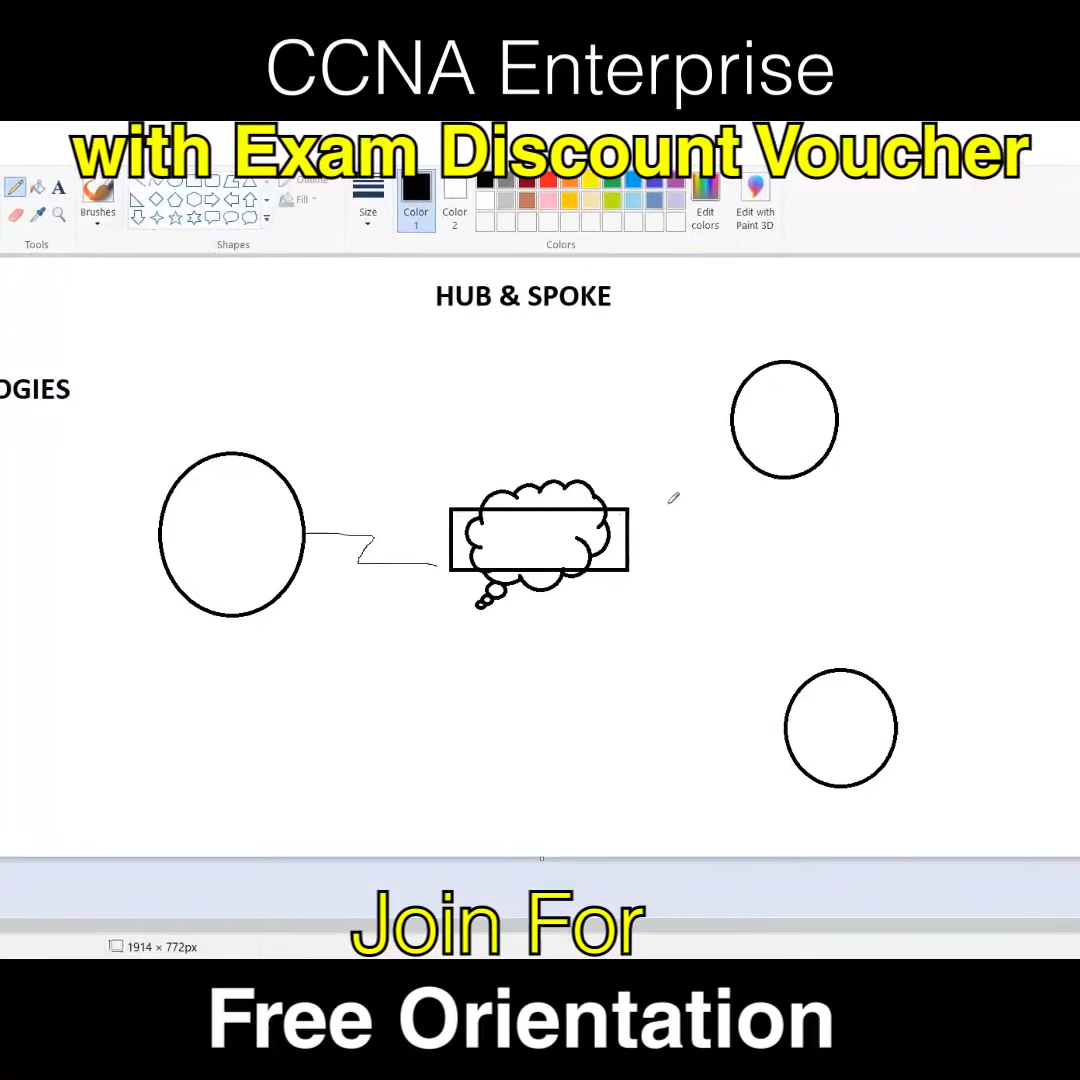 CCNA Enterprise
with Exam Discount Voucher
Fill
Brushes
Size
Color 1
Color 2
Edit colors
Edit with Paint 3D
Tools
Shapes
Colors
HUB & SPOKE
OGIES
1914 × 772px
Join For
Free Orientation